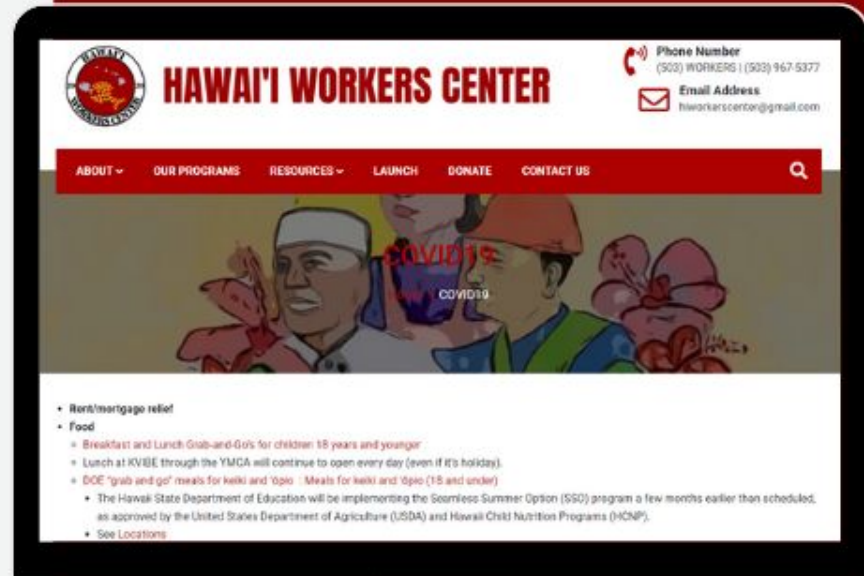 HAWAI'I
WORKERS CENTER
HAWAI'I WORKERS CENTER
Phone Number
(503) WORKERS | (503) 967-5377
Email Address
hiworkerscenter@gmail.com
ABOUT
OUR PROGRAMS
RESOURCES
LAUNCH
DONATE
CONTACT US
COVID19
COVID19
• Rent/mortgage relief
• Food
Breakfast and Lunch Grab-and-Go's for children 18 years and younger
Lunch at KVIBE through the YMCA will continue to open every day (even if it's holiday).
DOE "grab and go" meals for keiki and 'ōpio | Meals for keiki and 'ōpio (18 and under)
• The Hawaii State Department of Education will be implementing the Seamless Summer Option (SSO) program a few months earlier than scheduled,
as approved by the United States Department of Agriculture (USDA) and Hawaii Child Nutrition Programs (HCNP).
• See Locations